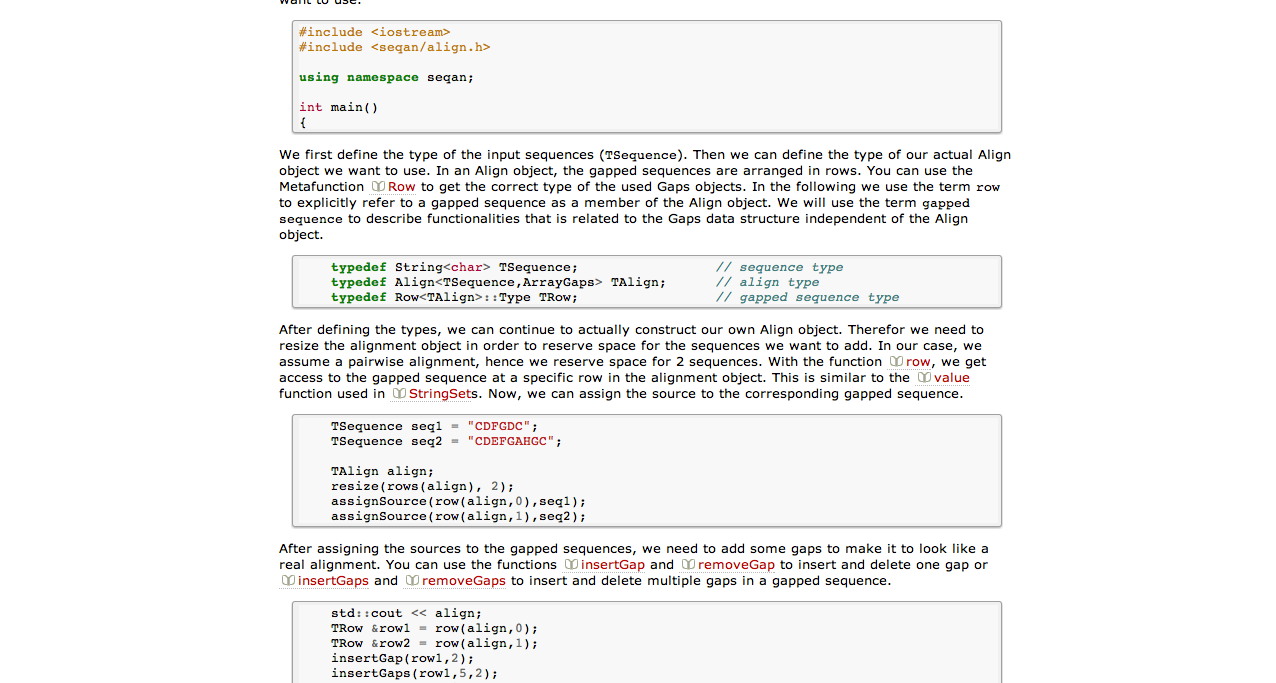 want to use.
#include <iostream>
#include <seqan/align.h>
using namespace seqan;
int main()
{
We first define the type of the input sequences (TSequence). Then we can define the type of our actual Align
object we want to use. In an Align object, the gapped sequences are arranged in rows. You can use the
Metafunction Row to get the correct type of the used Gaps objects. In the following we use the term row
to explicitly refer to a gapped sequence as a member of the Align object. We will use the term gapped
sequence to describe functionalities that is related to the Gaps data structure independent of the Align
object.
typedef String<char> TSequence; // sequence type
typedef Align<TSequence,ArrayGaps> TAlign; // align type
typedef Row<TAlign>::Type TRow; // gapped sequence type
After defining the types, we can continue to actually construct our own Align object. Therefor we need to
resize the alignment object in order to reserve space for the sequences we want to add. In our case, we
assume a pairwise alignment, hence we reserve space for 2 sequences. With the function row, we get
access to the gapped sequence at a specific row in the alignment object. This is similar to the value
function used in StringSets. Now, we can assign the source to the corresponding gapped sequence.
TSequence seq1 = "CDFGDC";
TSequence seq2 = "CDEFGAHGC";
TAlign align;
resize(rows(align), 2);
assignSource(row(align,0),seq1);
assignSource(row(align,1),seq2);
After assigning the sources to the gapped sequences, we need to add some gaps to make it to look like a
real alignment. You can use the functions insertGap and removeGap to insert and delete one gap or
insertGaps and removeGaps to insert and delete multiple gaps in a gapped sequence.
std::cout << align;
TRow &row1 = row(align,0);
TRow &row2 = row(align,1);
insertGap(row1,2);
insertGaps(row1,5,2);